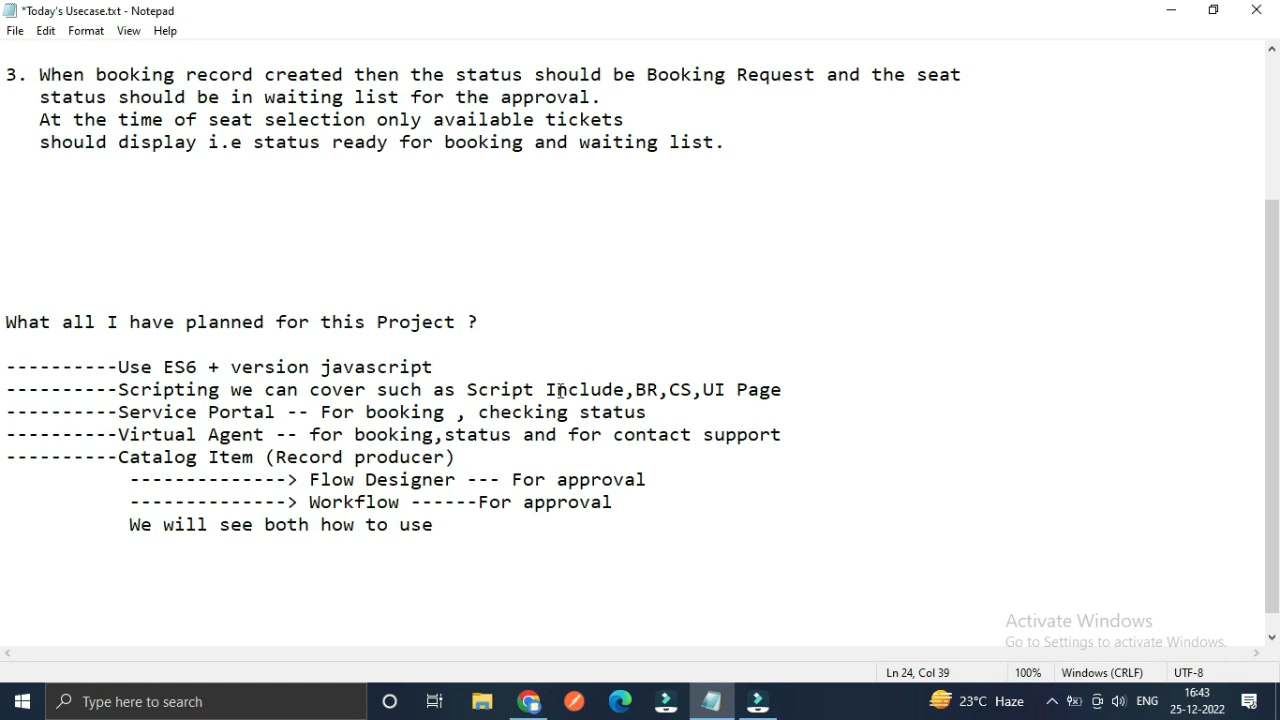 *Today's Usecase.txt - Notepad
File Edit Format View Help
3. When booking record created then the status should be Booking Request and the seat
status should be in waiting list for the approval.
At the time of seat selection only available tickets
should display i.e status ready for booking and waiting list.
What all I have planned for this Project ?
----------Use ES6 + version javascript
----------Scripting we can cover such as Script Include,BR,CS,UI Page
----------Service Portal -- For booking , checking status
----------Virtual Agent -- for booking,status and for contact support
----------Catalog Item (Record producer)
--------------> Flow Designer --- For approval
--------------> Workflow ------For approval
We will see both how to use
Activate Windows
Go to Settings to activate Windows.
Ln 24, Col 39 100% Windows (CRLF) UTF-8
Type here to search 23°C Haze ENG 16:43
25-12-2022